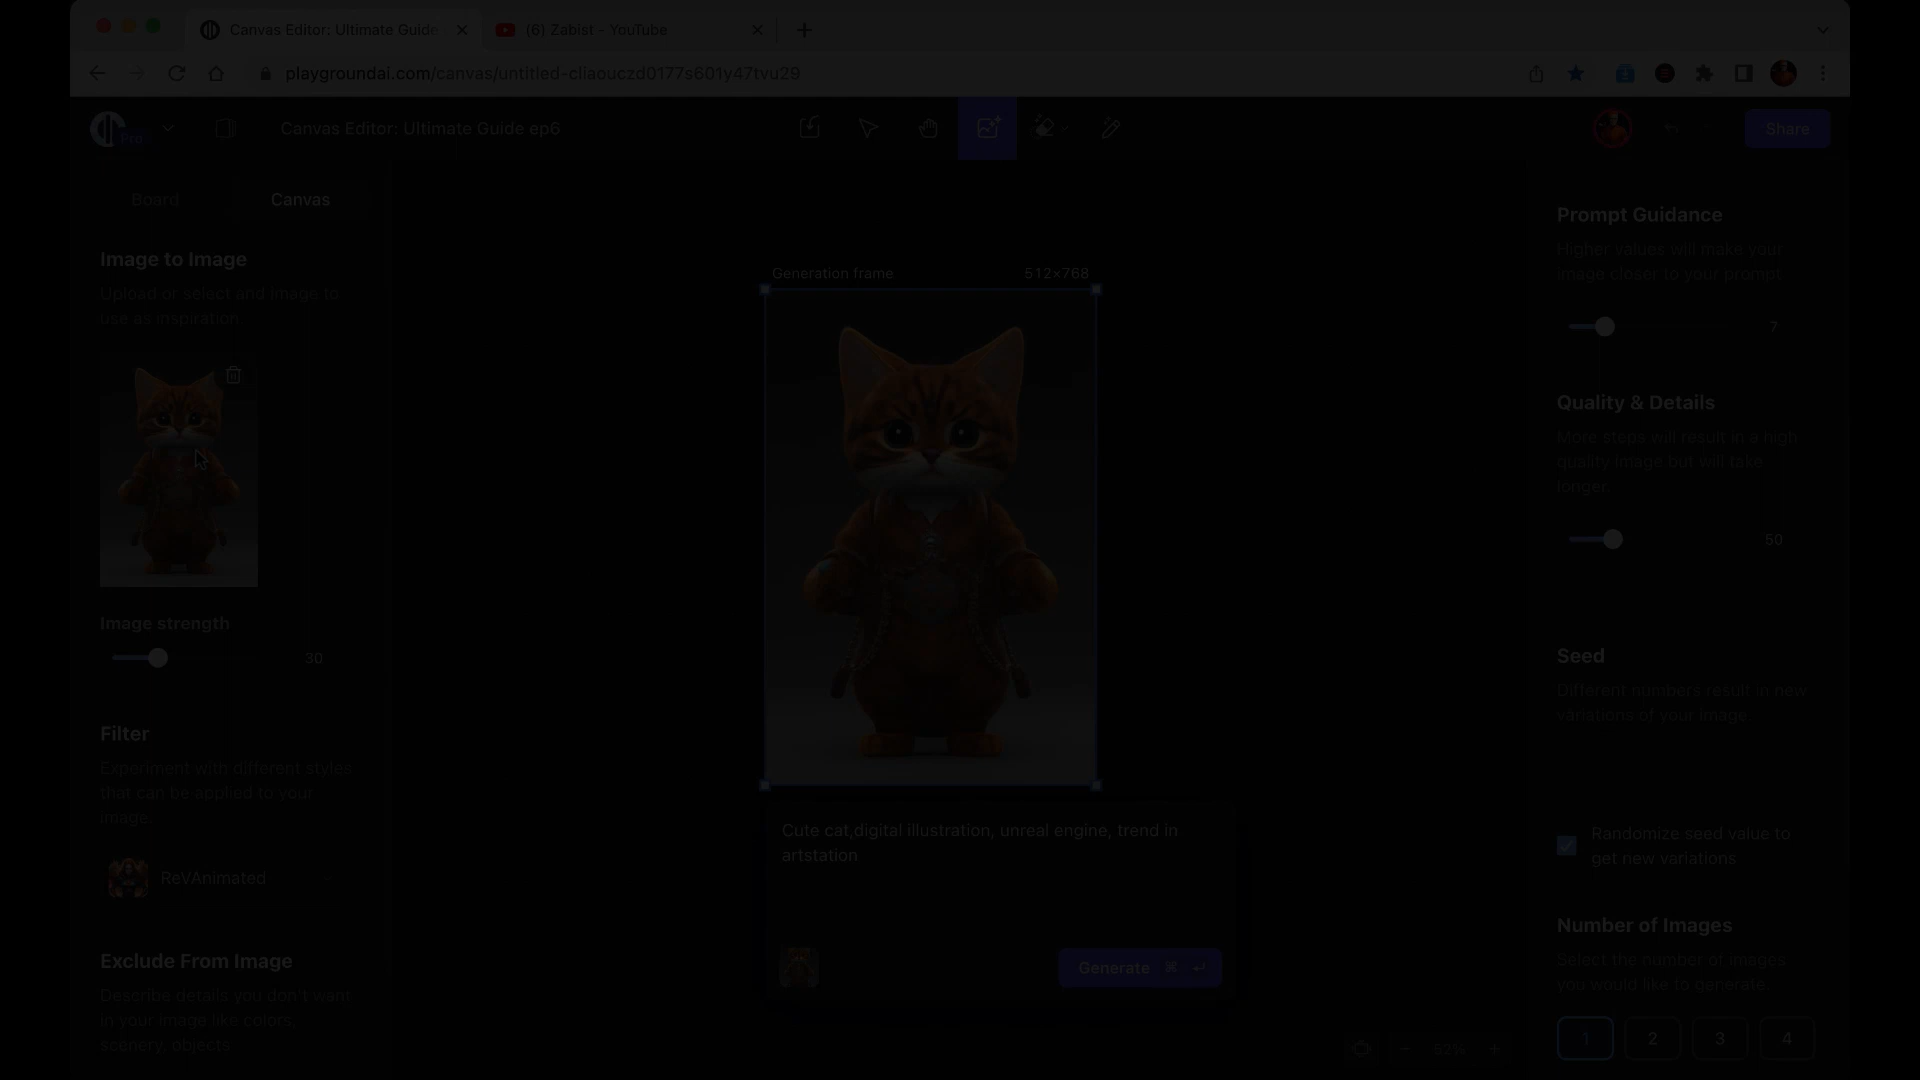 Canvas Editor: Ultimate Guide
(6) Zabist - YouTube
playgroundai.com/canvas/untitled-cliaouczd0177s601y47tvu29
Pro
Canvas Editor: Ultimate Guide ep6
Share
Board
Canvas
Image to Image
Upload or select and image to
use as inspiration
Image strength
30
Filter
Experiment with different styles
that can be applied to your
image.
ReVAnimated
Exclude From Image
Describe details you don't want
in your image like colors,
scenery, objects
Generation frame
512×768
Cute cat,digital illustration, unreal engine, trend in
artstation
Generate
52%
Prompt Guidance
Higher values will make your
image closer to your prompt
7
Quality & Details
More steps will result in a high
quality image but will take
longer.
50
Seed
Different numbers result in new
variations of your image.
Randomize seed value to
get new variations
Number of Images
Select the number of images
you would like to generate.
1
2
3
4